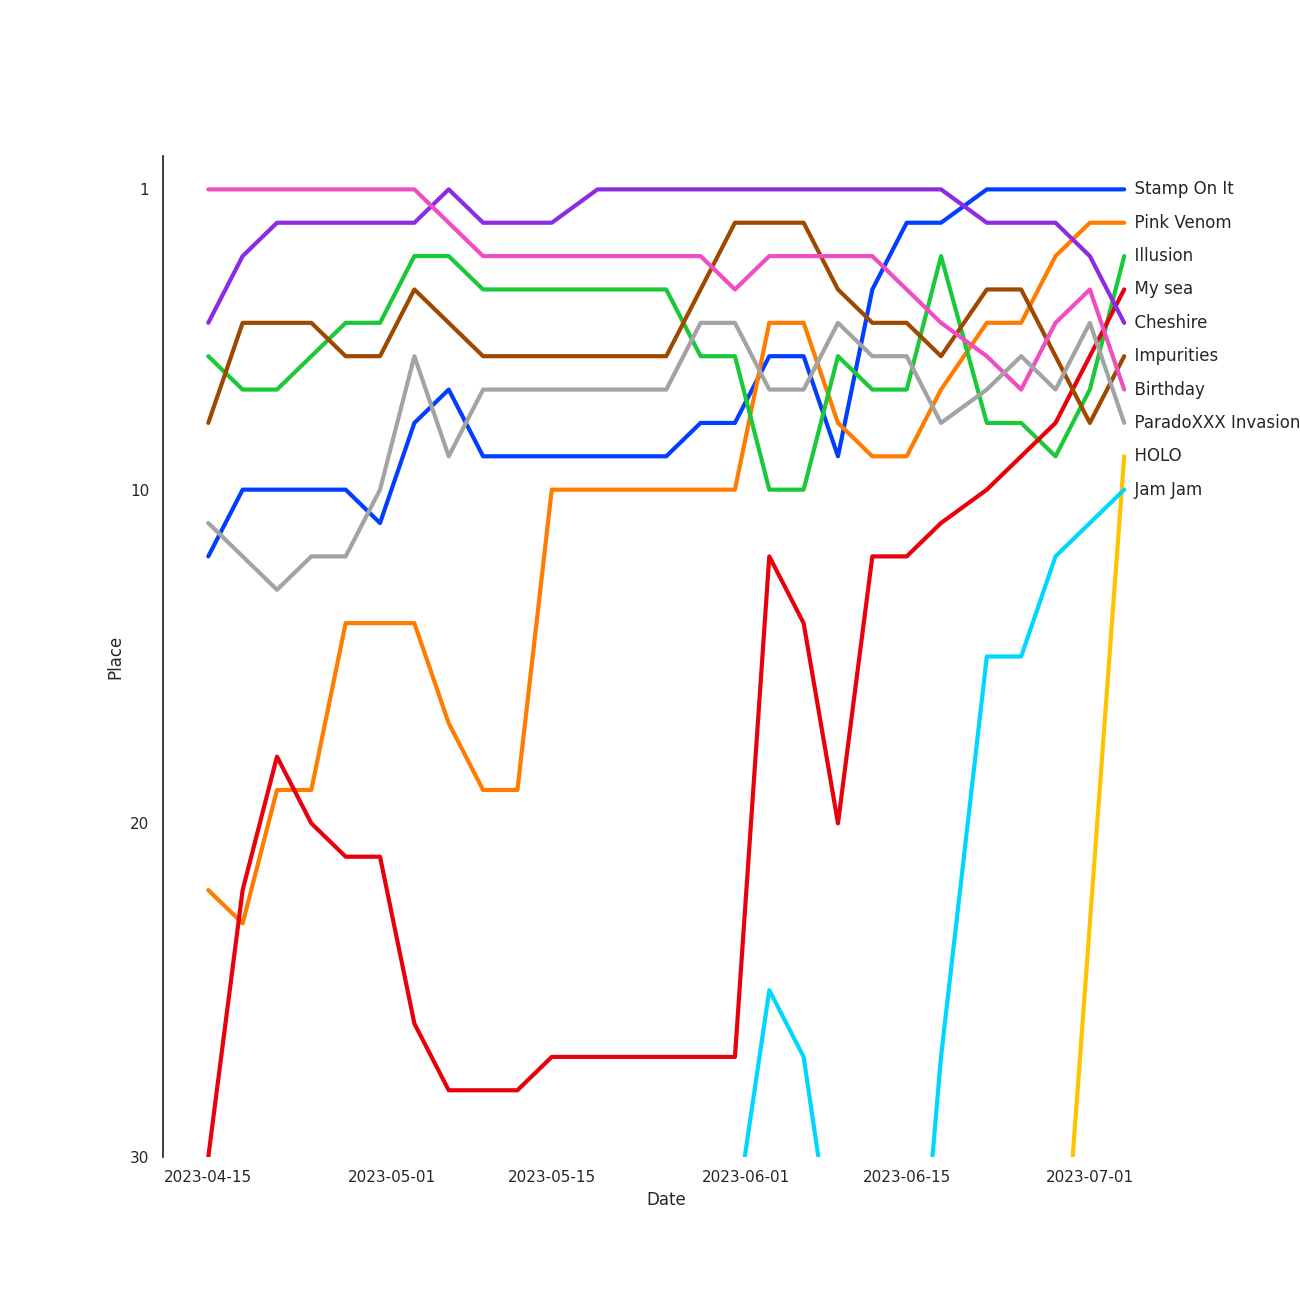 1
10
20
30
Place
2023-04-15
2023-05-01
2023-05-15
2023-06-01
2023-06-15
2023-07-01
Date
Stamp On It
Pink Venom
Illusion
My sea
Cheshire
Impurities
Birthday
ParadoXXX Invasion
HOLO
Jam Jam